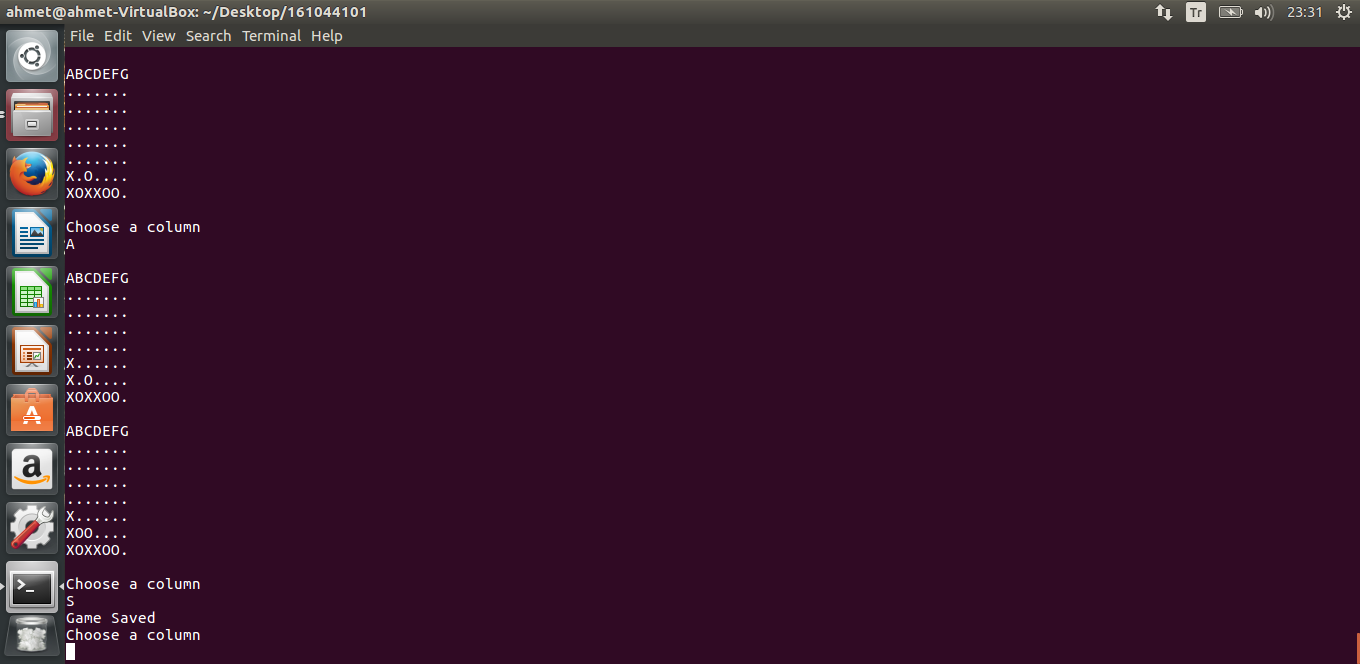 ahmet@ahmet-VirtualBox: ~/Desktop/161044101
Tr
23:31
File Edit View Search Terminal Help
ABCDEFG
.......
.......
.......
.......
.......
X.O....
XOXXOO.
Choose a column
A
ABCDEFG
.......
.......
.......
.......
X......
X.O....
XOXXOO.
ABCDEFG
.......
.......
.......
.......
X......
XOO....
XOXXOO.
Choose a column
S
Game Saved
Choose a column